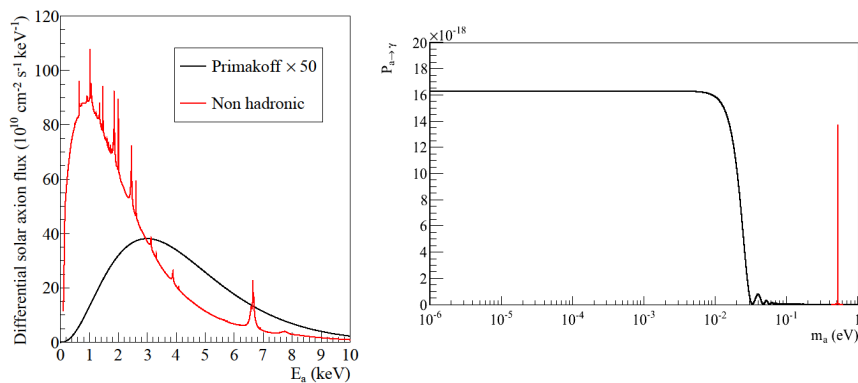 Differential solar axion flux (10¹⁰ cm⁻² s⁻¹ keV⁻¹)
120
100
80
60
40
20
0
0 1 2 3 4 5 6 7 8 9 10
Eₐ (keV)
Primakoff × 50
Non hadronic
Pₐ→γ
×10⁻¹⁸
20
18
16
14
12
10
8
6
4
2
0
10⁻⁶ 10⁻⁵ 10⁻⁴ 10⁻³ 10⁻² 10⁻¹ 1
mₐ (eV)